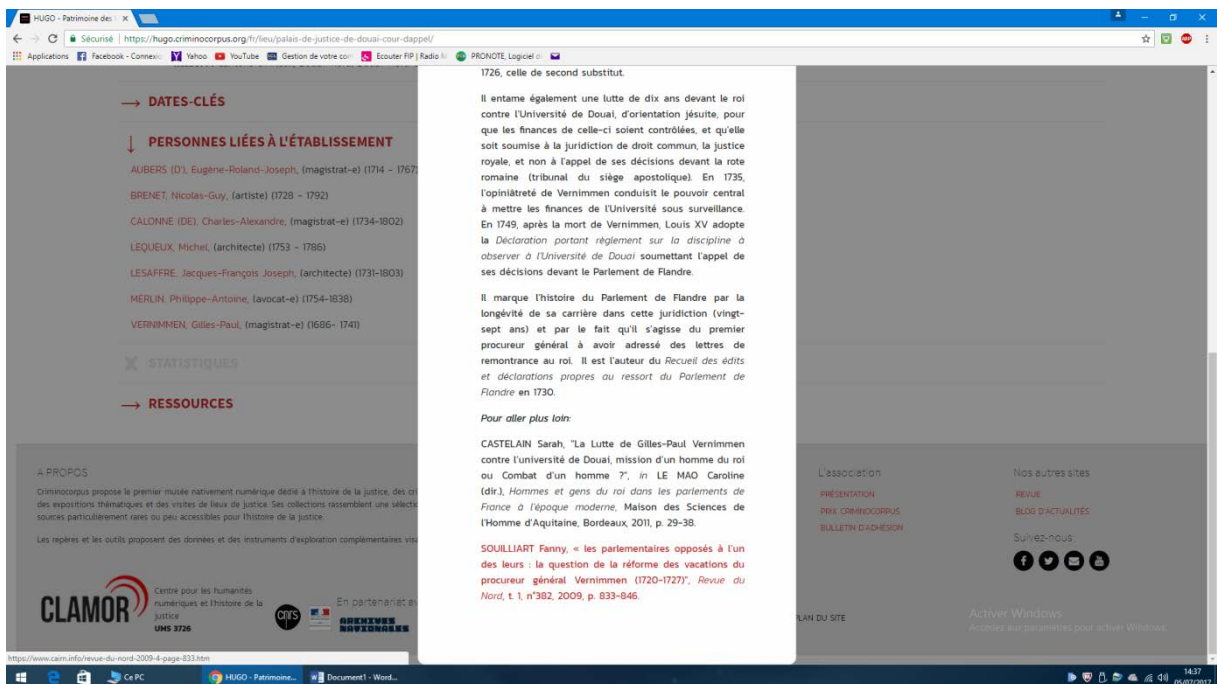 HUGO - Patrimoine des
Sécurisé | https://hugo.criminocorpus.org/fr/lieu/palais-de-justice-de-douai-cour-dappel/
Applications Facebook - Connexio Yahoo YouTube Gestion de votre con Ecouter FIP | Radio PRONOTE, Logiciel
→ DATES-CLÉS
↓ PERSONNES LIÉES À L'ÉTABLISSEMENT
AUBERS (D'), Eugène-Roland-Joseph, (magistrat-e) (1714 - 1767)
BRENET, Nicolas-Guy, (artiste) (1728 - 1792)
CALONNE (DE), Charles-Alexandre, (magistrat-e) (1734-1802)
LEQUEUX, Michel, (architecte) (1753 - 1786)
LESAFFRE, Jacques-François Joseph, (architecte) (1731-1803)
MERLIN, Philippe-Antoine, (avocat-e) (1754-1838)
VERNIMMEN, Gilles-Paul, (magistrat-e) (1686- 1741)
X STATISTIQUES
→ RESSOURCES
1726, celle de second substitut.
Il entame également une lutte de dix ans devant le roi
contre l'Université de Douai, d'orientation jésuite, pour
que les finances de celle-ci soient contrôlées, et qu'elle
soit soumise à la juridiction de droit commun, la justice
royale, et non à l'appel de ses décisions devant la rote
romaine (tribunal du siège apostolique). En 1735,
l'opiniâtreté de Vernimmen conduisit le pouvoir central
à mettre les finances de l'Université sous surveillance.
En 1749, après la mort de Vernimmen, Louis XV adopte
la Déclaration portant règlement sur la discipline à
observer à l'Université de Douai soumettant l'appel de
ses décisions devant le Parlement de Flandre.
Il marque l'histoire du Parlement de Flandre par la
longévité de sa carrière dans cette juridiction (vingt-
sept ans) et par le fait qu'il s'agisse du premier
procureur général à avoir adressé des lettres de
remontrance au roi. Il est l'auteur du Recueil des édits
et déclarations propres au ressort du Parlement de
Flandre en 1730.
Pour aller plus loin:
CASTELAIN Sarah, "La Lutte de Gilles-Paul Vernimmen
contre l'université de Douai, mission d'un homme du roi
ou Combat d'un homme ?", in LE MAO Caroline
(dir.), Hommes et gens du roi dans les parlements de
France à l'époque moderne, Maison des Sciences de
l'Homme d'Aquitaine, Bordeaux, 2011, p. 29-38.
SOUILLIART Fanny, « les parlementaires opposés à l'un
des leurs : la question de la réforme des vacations du
procureur général Vernimmen (1720-1727)", Revue du
Nord, t. 1, n°382, 2009, p. 833-846.
A PROPOS
Criminocorpus propose le premier musée nativement numérique dédié à l'histoire de la justice, des cri
des expositions thématiques et des visites de lieux de justice. Ses collections rassemblent une sélecti
sources particulièrement rares ou peu accessibles pour l'histoire de la justice.
Les repères et les outils proposent des données et des instruments d'exploration complémentaires visa
CLAMOR
Centre pour les humanités
numériques et l'histoire de la
justice
UMS 3726
cnrs
En partenariat av
ARCHIVES
NATIONALES
L'association
PRÉSENTATION
PRIX CRIMINOCORPUS
BULLETIN D'ADHÉSION
Nos autres sites
REVUE
BLOG D'ACTUALITÉS
Suivez-nous:
PLAN DU SITE
Activer Windows
Accédez aux paramètres pour activer Windows.
https://www.cairn.info/revue-du-nord-2009-4-page-833.htm
Ce PC HUGO - Patrimoine... Document1 - Word...
14:37
05/07/2017